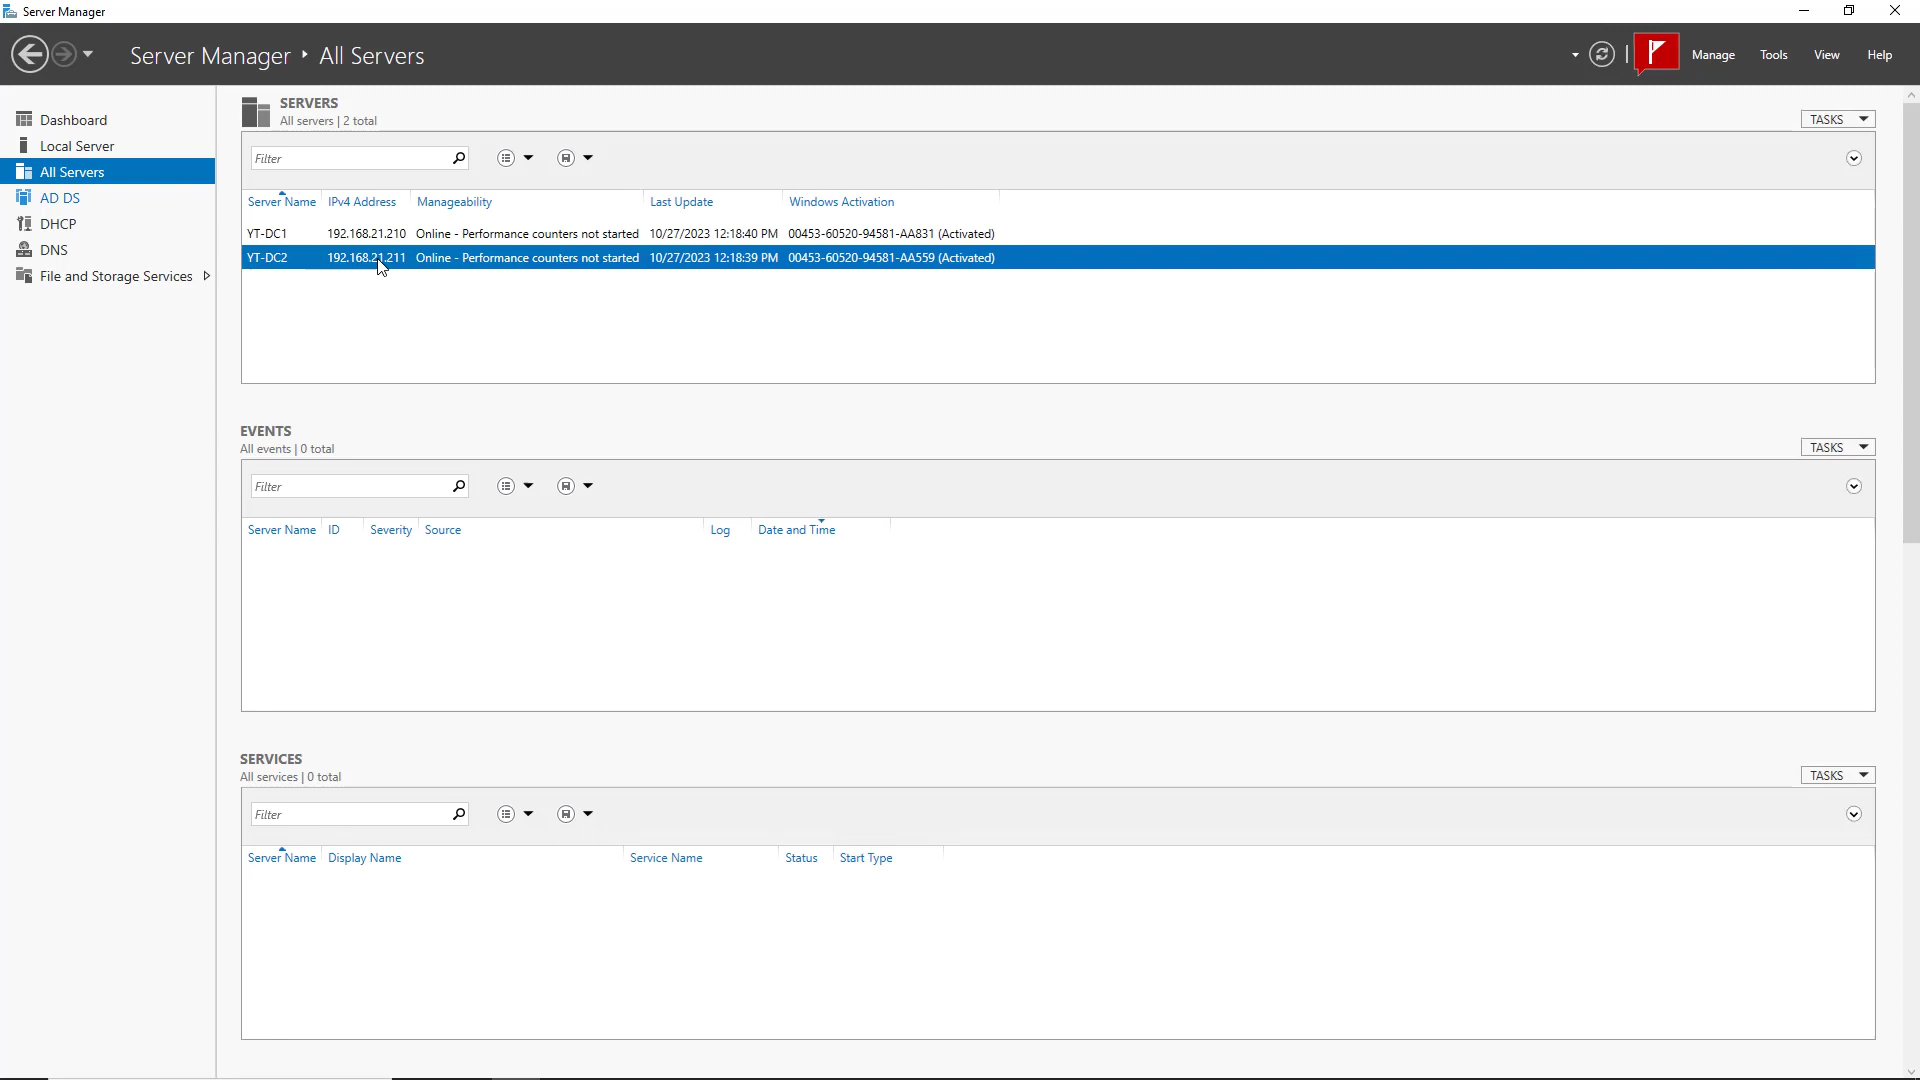 Server Manager
Server Manager ‣ All Servers
Manage Tools View Help
Dashboard
Local Server
All Servers
AD DS
DHCP
DNS
File and Storage Services
SERVERS
All servers | 2 total
TASKS
Filter
Server Name IPv4 Address Manageability Last Update Windows Activation
YT-DC1 192.168.21.210 Online - Performance counters not started 10/27/2023 12:18:40 PM 00453-60520-94581-AA831 (Activated)
YT-DC2 192.168.21.211 Online - Performance counters not started 10/27/2023 12:18:39 PM 00453-60520-94581-AA559 (Activated)
EVENTS
All events | 0 total
TASKS
Filter
Server Name ID Severity Source Log Date and Time
SERVICES
All services | 0 total
TASKS
Filter
Server Name Display Name Service Name Status Start Type